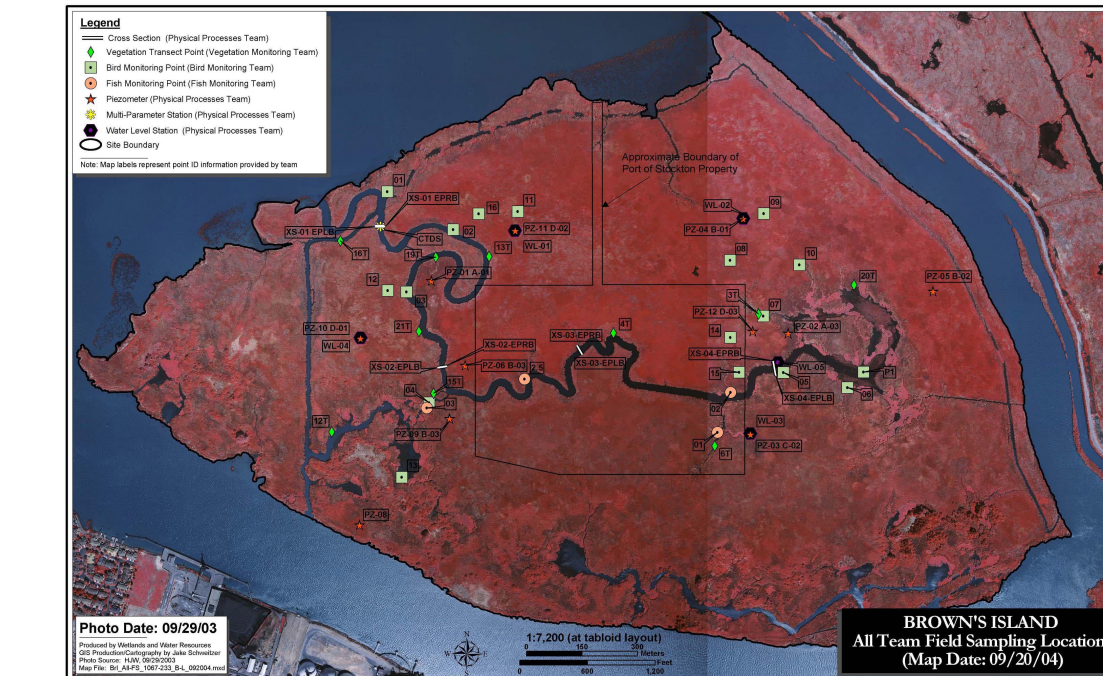 Legend
Cross Section (Physical Processes Team)
Vegetation Transect Point (Vegetation Monitoring Team)
Bird Monitoring Point (Bird Monitoring Team)
Fish Monitoring Point (Fish Monitoring Team)
Piezometer (Physical Processes Team)
Multi-Parameter Station (Physical Processes Team)
Water Level Station (Physical Processes Team)
Site Boundary
Note: Map labels represent point ID information provided by team
Approximate Boundary of
Port of Stockton Property
01
XS-01 EPRB
XS-01 EPLB
CTDS
02
16
11
PZ-11 D-02
WL-01
16T
19T
13T
PZ-01 A-01
12
03
21T
PZ-10 D-01
WL-04
XS-02-EPRB
XS-02-EPLB
PZ-06 B-03
2.5
XS-03-EPRB
XS-03-EPLB
4T
04
15T
03
PZ-09 B-03
12T
13
PZ-08
WL-02
PZ-04 B-01
09
08
10
20T
PZ-05 B-02
3T
07
PZ-12 D-03
PZ-02 A-03
14
XS-04-EPRB
WL-05
15
05
P1
XS-04-EPLB
06
02
WL-03
01
PZ-03 C-02
6T
Photo Date: 09/29/03
Produced by Wetlands and Water Resources
GIS Production/Cartography by Jake Schweitzer
Photo Source: HJW, 09/29/2003
Map File: Brl_All-FS_1067-233_B-L_092004.mxd
N
W E
S
1:7,200 (at tabloid layout)
0 150 300
Meters
Feet
0 600 1,200
BROWN'S ISLAND
All Team Field Sampling Location
(Map Date: 09/20/04)